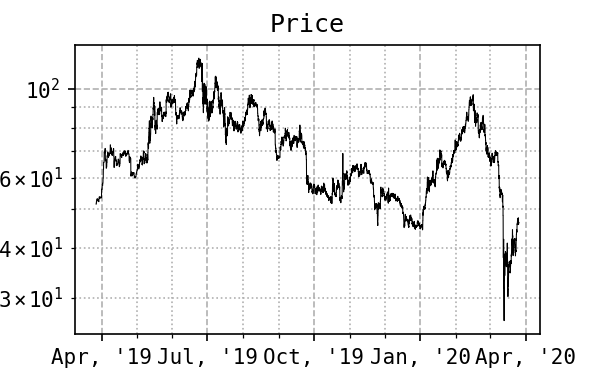 Price
10²
6×10¹
4×10¹
3×10¹
Apr, '19 Jul, '19 Oct, '19 Jan, '20 Apr, '20